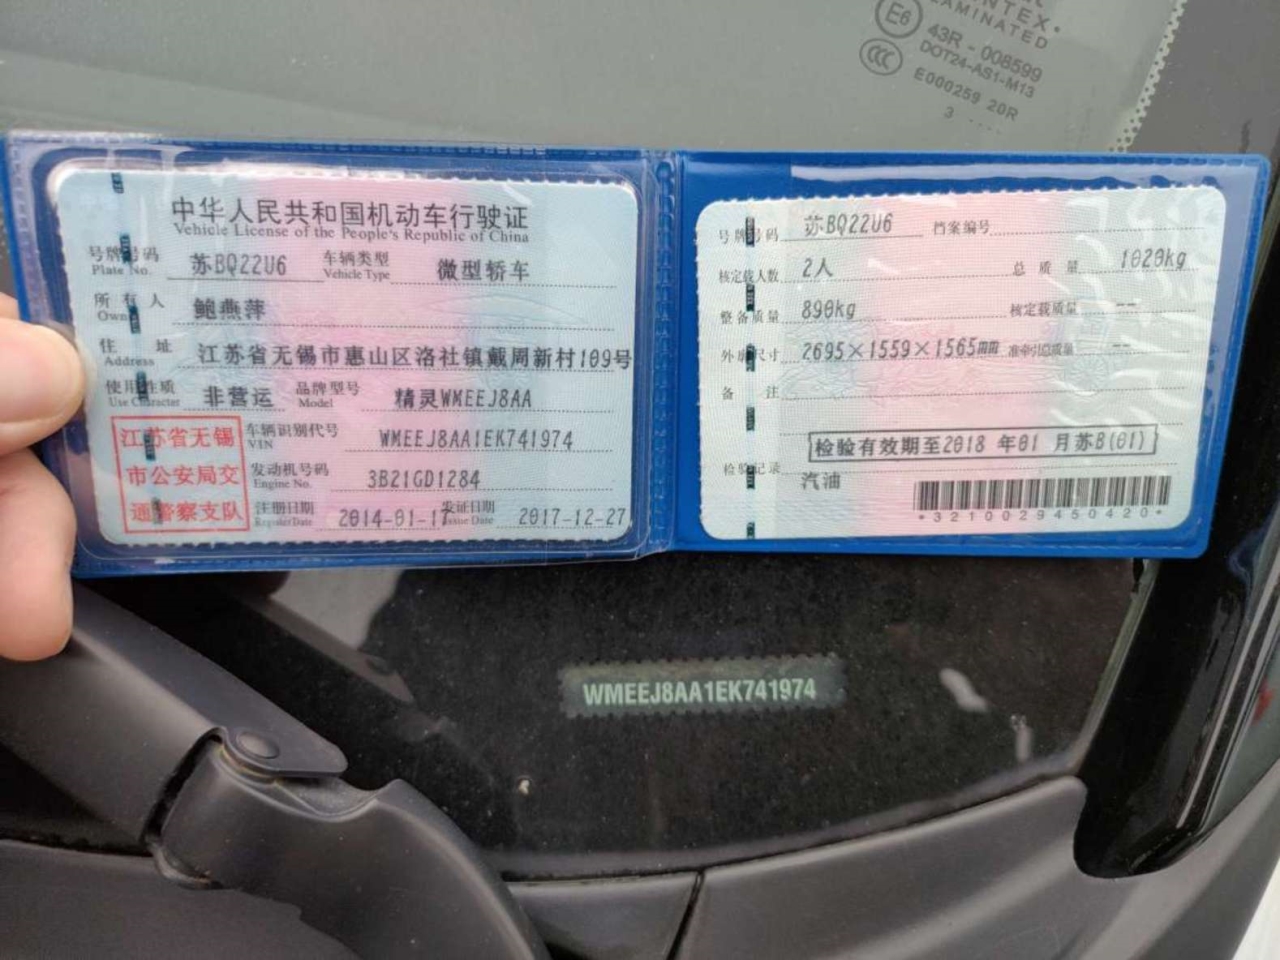 NTEX
LAMINATED
E6
43R - 008599
CCC
DOT24-AS1-M13
E000259 20R
3 ....
中华人民共和国机动车行驶证
Vehicle License of the People's Republic of China
号牌号码 苏BQ22U6 车辆类型 微型轿车
Plate No. Vehicle Type
所有人 鲍燕萍
Owner
住址 江苏省无锡市惠山区洛社镇戴周新村109号
Address
使用性质 非营运 品牌型号 精灵WMEEJ8AA
Use Character Model
江苏省无锡
市公安局交
通警察支队
车辆识别代号 WMEEJ8AA1EK741974
VIN
发动机号码 3B21GD1284
Engine No.
注册日期 2014-01-17 发证日期 2017-12-27
Register Date Issue Date
号牌号码 苏BQ22U6 档案编号
核定载人数 2人 总质量 1020kg
整备质量 890kg 核定载质量 --
外廓尺寸 2695×1559×1565mm 准牵引总质量 --
备注
检验有效期至2018 年01 月苏B(01)
检验记录
汽油
*3210029450420*
WMEEJ8AA1EK741974